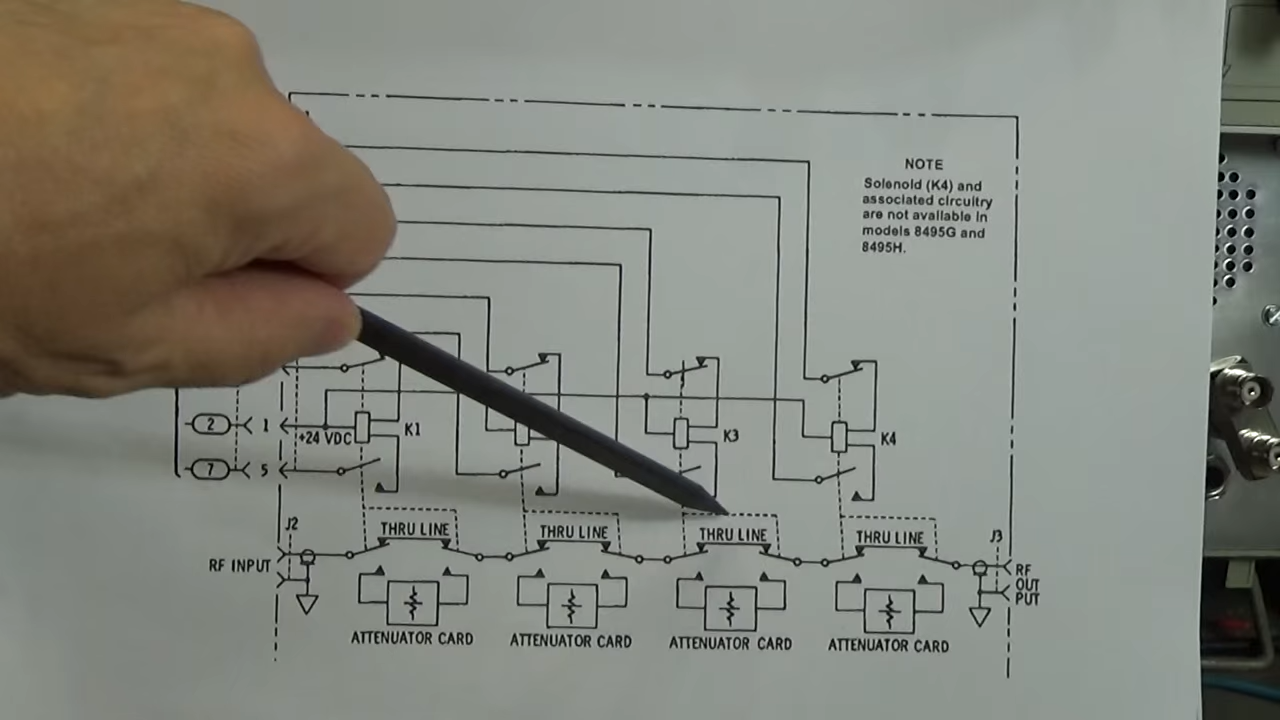 NOTE
Solenoid (K4) and
associated circuitry
are not available in
models 8495G and
8495H.
2 1
+24 VDC
K1
K3
K4
7 5
J2
THRU LINE
THRU LINE
THRU LINE
THRU LINE
J3
RF INPUT
RF
OUT
PUT
ATTENUATOR CARD
ATTENUATOR CARD
ATTENUATOR CARD
ATTENUATOR CARD